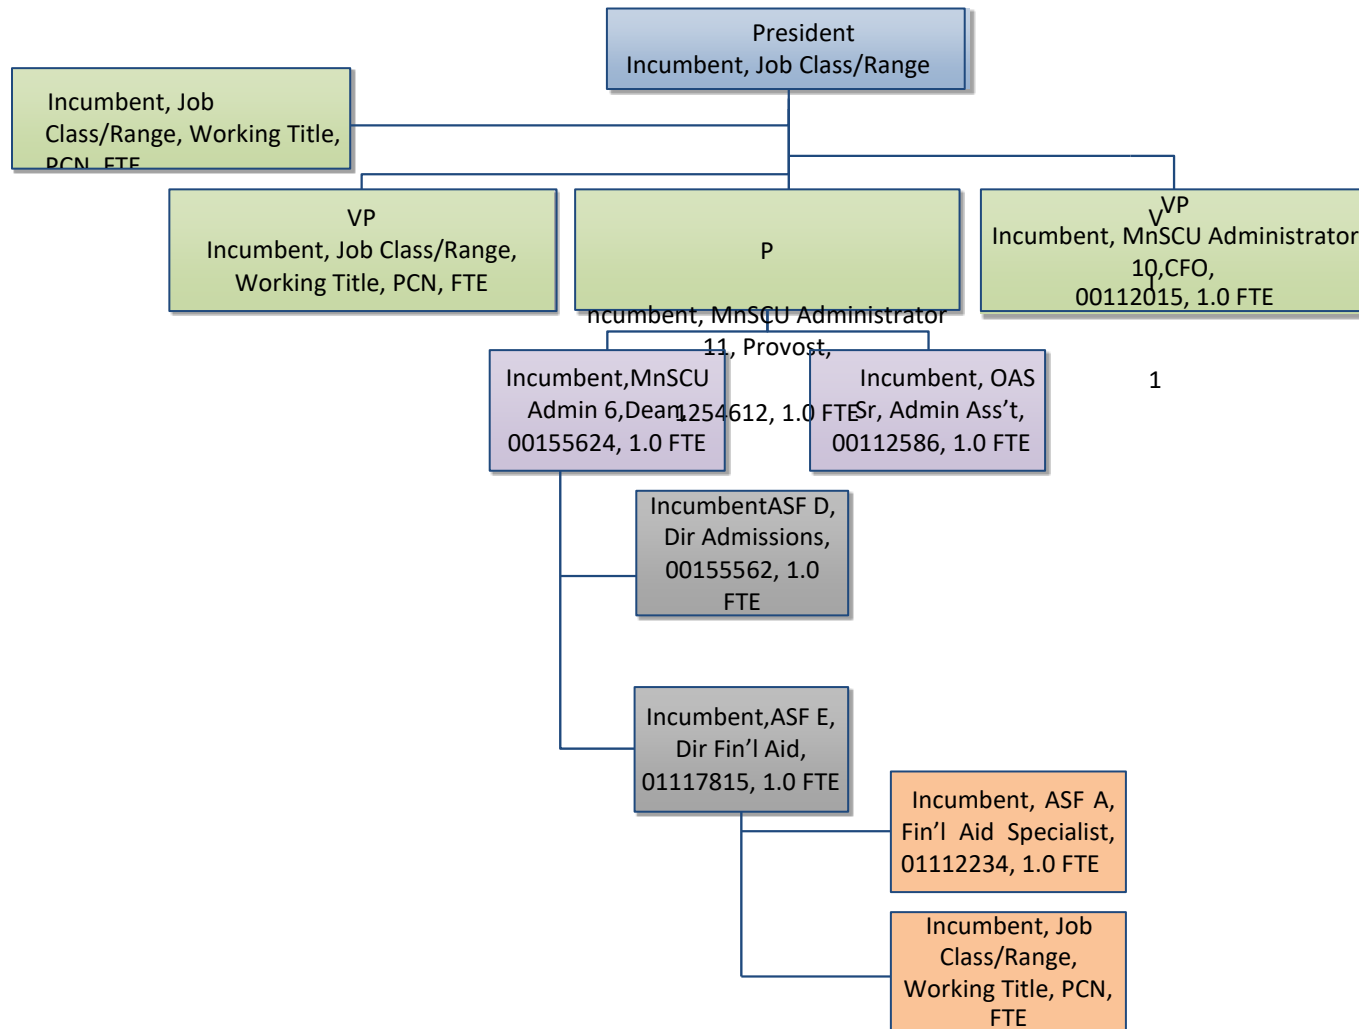 President
Incumbent, Job Class/Range
Incumbent, Job
Class/Range, Working Title,
PCN, FTE
VP
Incumbent, Job Class/Range,
Working Title, PCN, FTE
P
ncumbent, MnSCU Administrator
11, Provost,
1254612, 1.0 FTE
V
I
1
VP
Incumbent, MnSCU Administrator
10,CFO,
00112015, 1.0 FTE
Incumbent,MnSCU
Admin 6,Dean,
00155624, 1.0 FTE
Incumbent, OAS
Sr, Admin Ass’t,
00112586, 1.0 FTE
IncumbentASF D,
Dir Admissions,
00155562, 1.0
FTE
Incumbent,ASF E,
Dir Fin’l Aid,
01117815, 1.0 FTE
Incumbent, ASF A,
Fin’l Aid Specialist,
01112234, 1.0 FTE
Incumbent, Job
Class/Range,
Working Title, PCN,
FTE